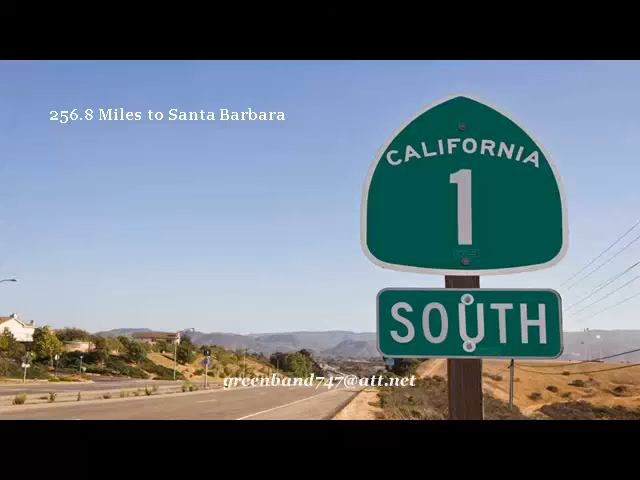 256.8 Miles to Santa Barbara
CALIFORNIA
1
SOUTH
greenband747@att.net